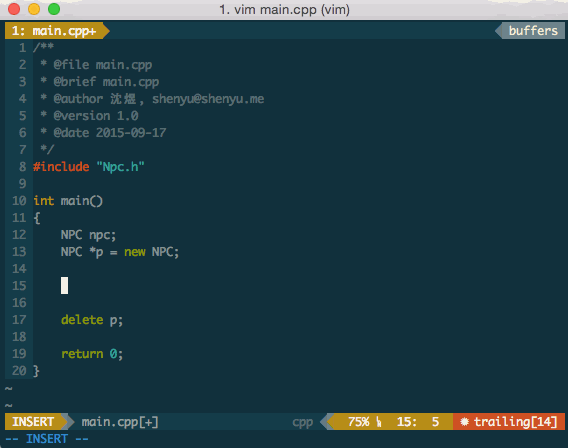 1. vim main.cpp (vim)
1: main.cpp+ buffers
1 /**
2  * @file main.cpp
3  * @brief main.cpp
4  * @author 沈煜, shenyu@shenyu.me
5  * @version 1.0
6  * @date 2015-09-17
7  */
8 #include "Npc.h"
9
10 int main()
11 {
12     NPC npc;
13     NPC *p = new NPC;
14
15
16
17     delete p;
18
19     return 0;
20 }
~
~
INSERT main.cpp[+] cpp 75% 15: 5 trailing[14]
-- INSERT --